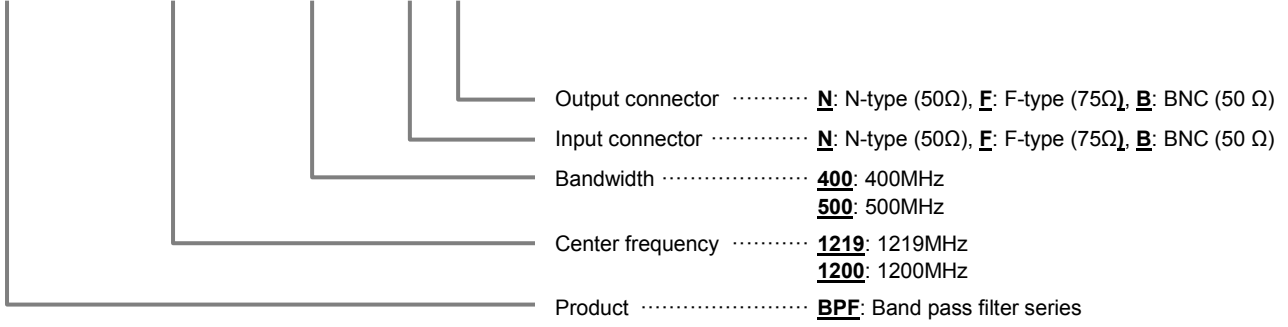 Output connector ··········· N: N-type (50Ω), F: F-type (75Ω), B: BNC (50 Ω)
Input connector ·············· N: N-type (50Ω), F: F-type (75Ω), B: BNC (50 Ω)
Bandwidth ····················· 400: 400MHz
500: 500MHz
Center frequency ··········· 1219: 1219MHz
1200: 1200MHz
Product ························ BPF: Band pass filter series